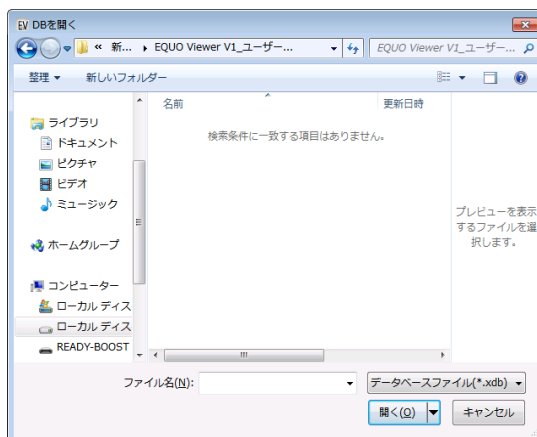 EV DBを開く
« 新... ▸ EQUO Viewer V1_ユーザー...
EQUO Viewer V1_ユーザー...
整理 ▼ 新しいフォルダー
名前 更新日時
検索条件に一致する項目はありません。
ライブラリ
ドキュメント
ピクチャ
ビデオ
ミュージック
ホームグループ
コンピューター
ローカル ディス
ローカル ディス
READY-BOOST
プレビューを表示
するファイルを選
択します。
ファイル名(N):
データベースファイル(*.xdb)
開く(O)
キャンセル